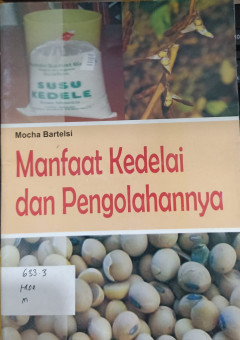 SUSU
KEDELE
Mocha Bartelsi
Manfaat Kedelai
dan Pengolahannya
633.3
m